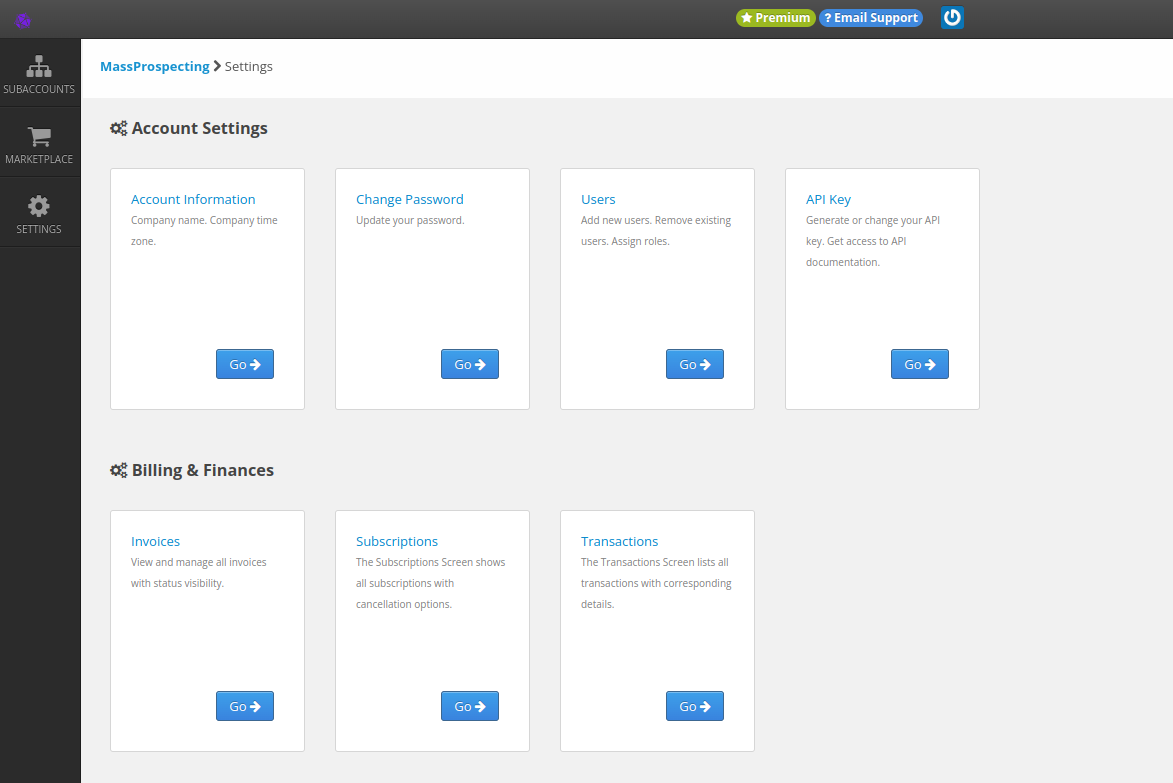 Premium
? Email Support
SUBACCOUNTS
MARKETPLACE
SETTINGS
MassProspecting Settings
Account Settings
Account Information
Company name. Company time
zone.
Go
Change Password
Update your password.
Go
Users
Add new users. Remove existing
users. Assign roles.
Go
API Key
Generate or change your API
key. Get access to API
documentation.
Go
Billing & Finances
Invoices
View and manage all invoices
with status visibility.
Go
Subscriptions
The Subscriptions Screen shows
all subscriptions with
cancellation options.
Go
Transactions
The Transactions Screen lists all
transactions with corresponding
details.
Go